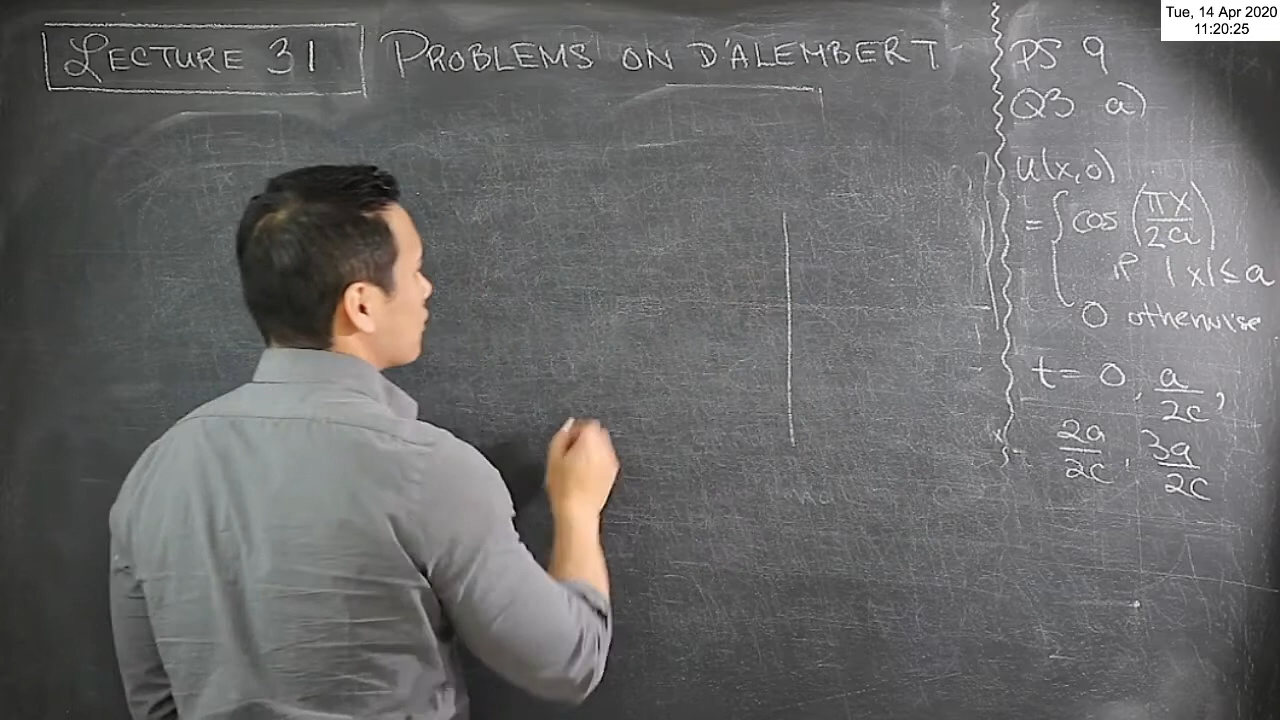 Tue, 14 Apr 2020
11:20:25
LECTURE 31 PROBLEMS ON D'ALEMBERT
PS 9
Q3 a)
u(x,0)
= { cos (πx/2a)
if |x| ≤ a
0 otherwise
t = 0, a/2c,
2a/2c, 3a/2c